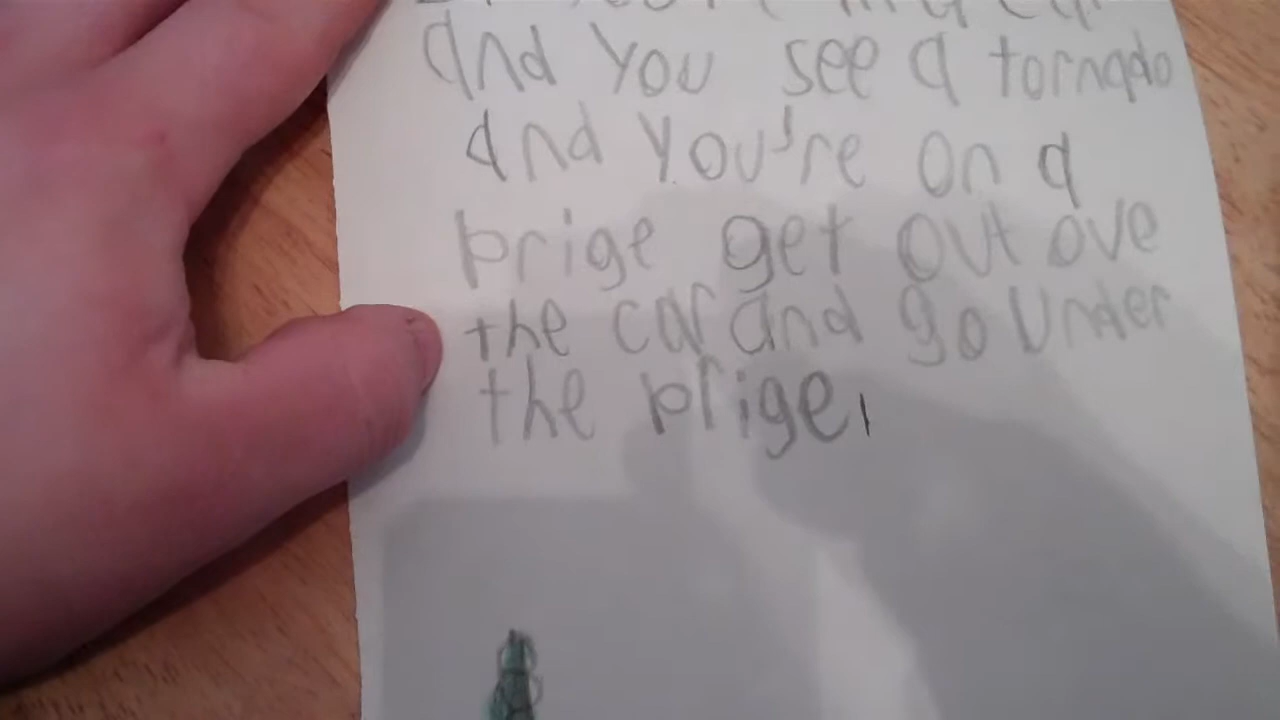 and you see a tornado
and you're on a
brige get out ove
the car and go under
the brige.